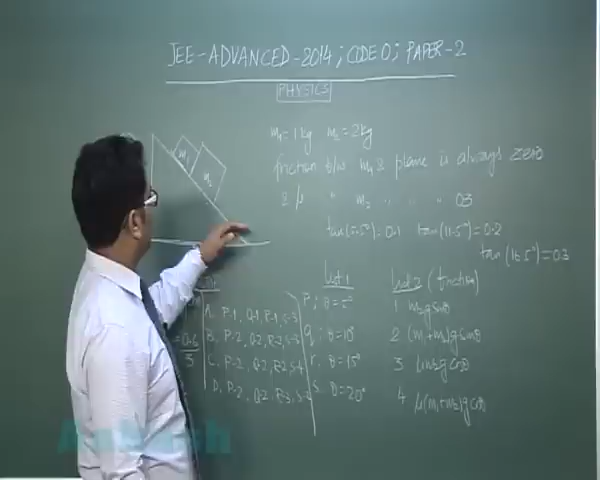 JEE-ADVANCED-2014; CODE 0; PAPER-2
PHYSICS
m₁=1kg m₂=2kg
friction b/w m₁ & plane is always zero
& μ " m₂ " " " 0.3
tan(5.5°)=0.1 tan(11.5°)=0.2
tan(16.5°)=0.3
m₁
m₂
List 1
List 2 (friction)
P; θ=5°
1 m₂g sinθ
q; θ=10°
2 (m₁+m₂)g sinθ
r. θ=15°
3 μm₂g cosθ
S. θ=20°
4 μ(m₁+m₂)g cosθ
A. P-1, Q-1, R-1, S-3
B. P-2, Q-2, R-2, S-3
C. P-2, Q-2, R-2, S-4
D. P-2, Q-2, R-3, S-3
=0.6/3
Aakash